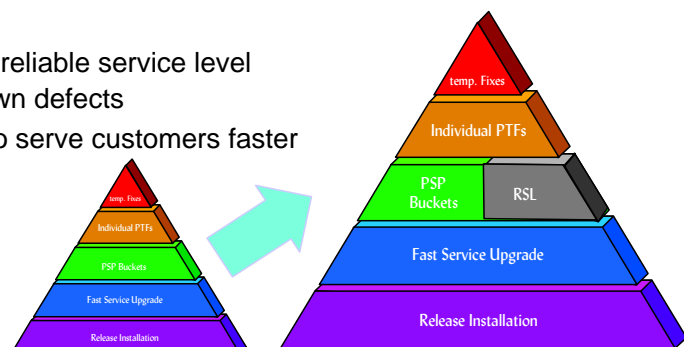 reliable service level
wn defects
o serve customers faster
temp. Fixes
Individual PTFs
PSP Buckets
Fast Service Upgrade
Release Installation
temp. Fixes
Individual PTFs
PSP
Buckets
RSL
Fast Service Upgrade
Release Installation